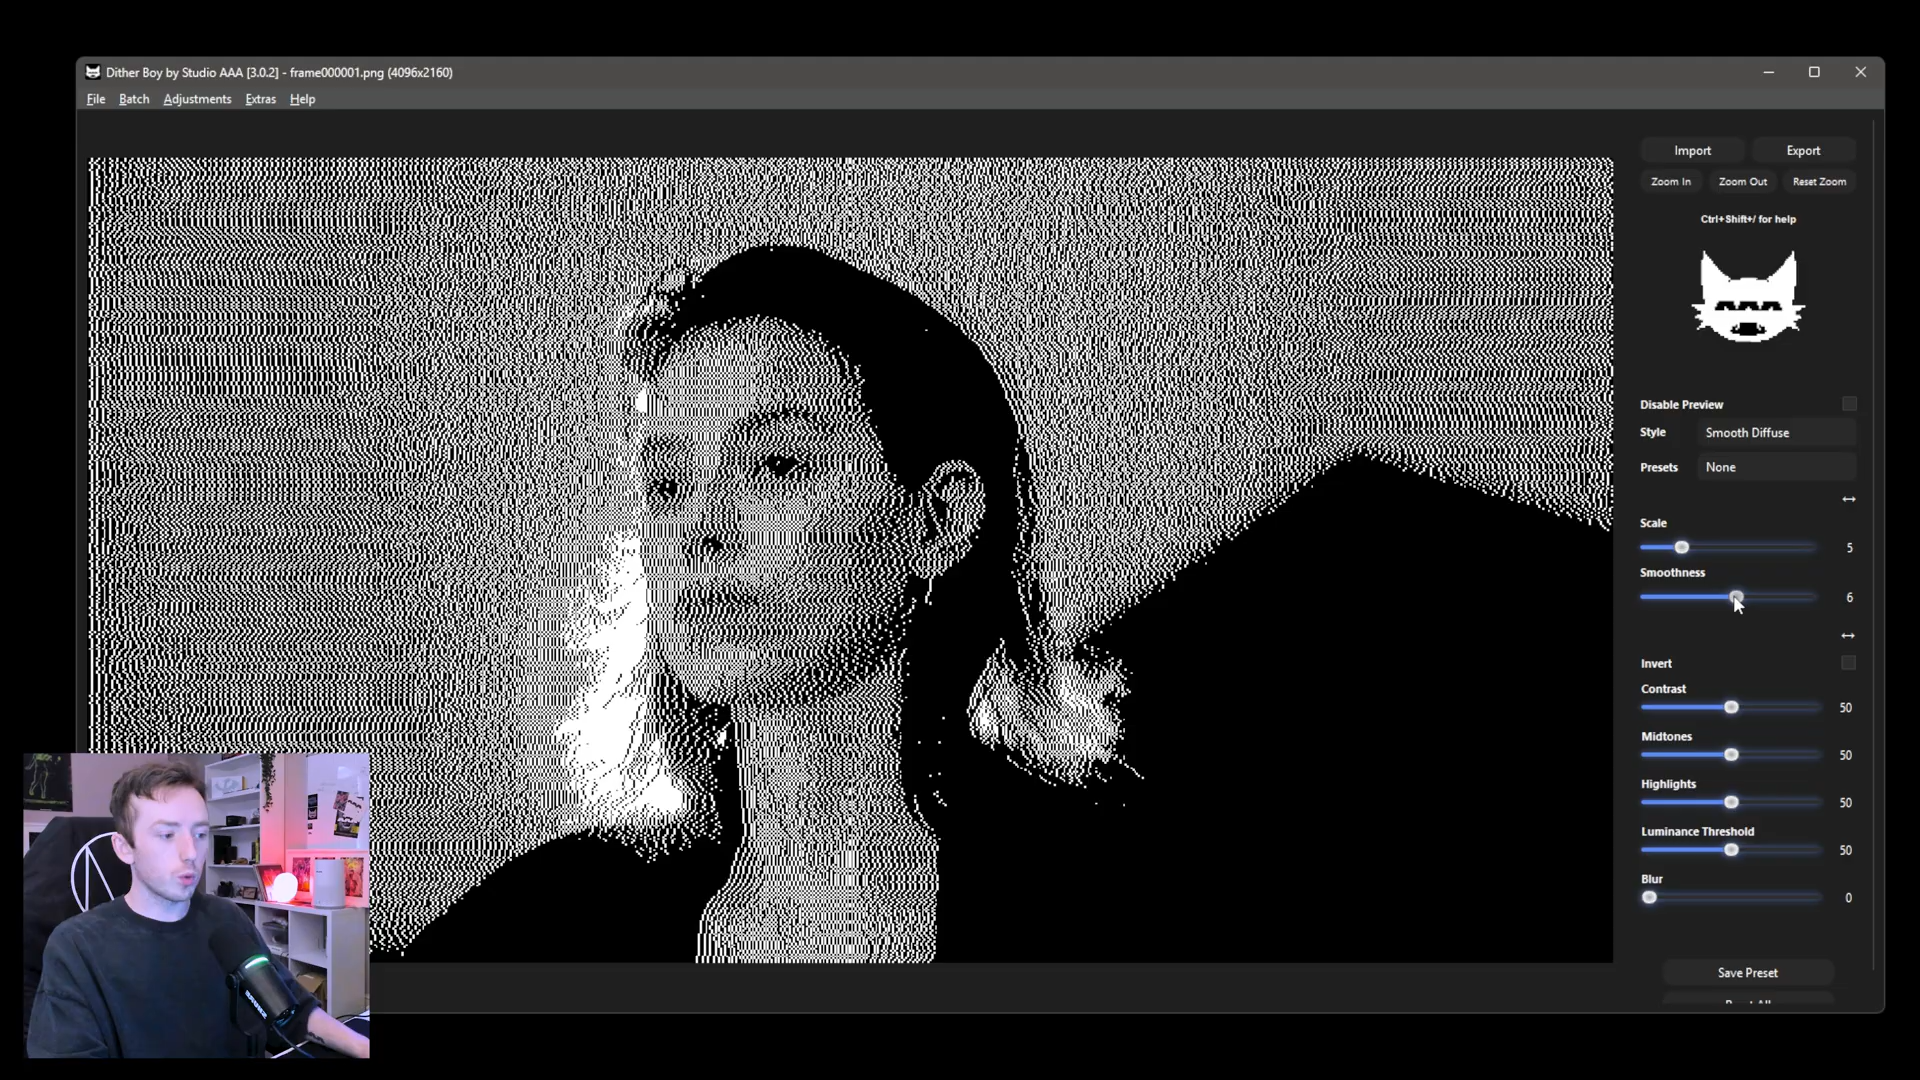 Dither Boy by Studio AAA [3.0.2] - frame000001.png (4096x2160)
File Batch Adjustments Extras Help
Import Export
Zoom In Zoom Out Reset Zoom
Ctrl+Shift+/ for help
Disable Preview
Style Smooth Diffuse
Presets None
Scale
5
Smoothness
6
Invert
Contrast
50
Midtones
50
Highlights
50
Luminance Threshold
50
Blur
0
Save Preset